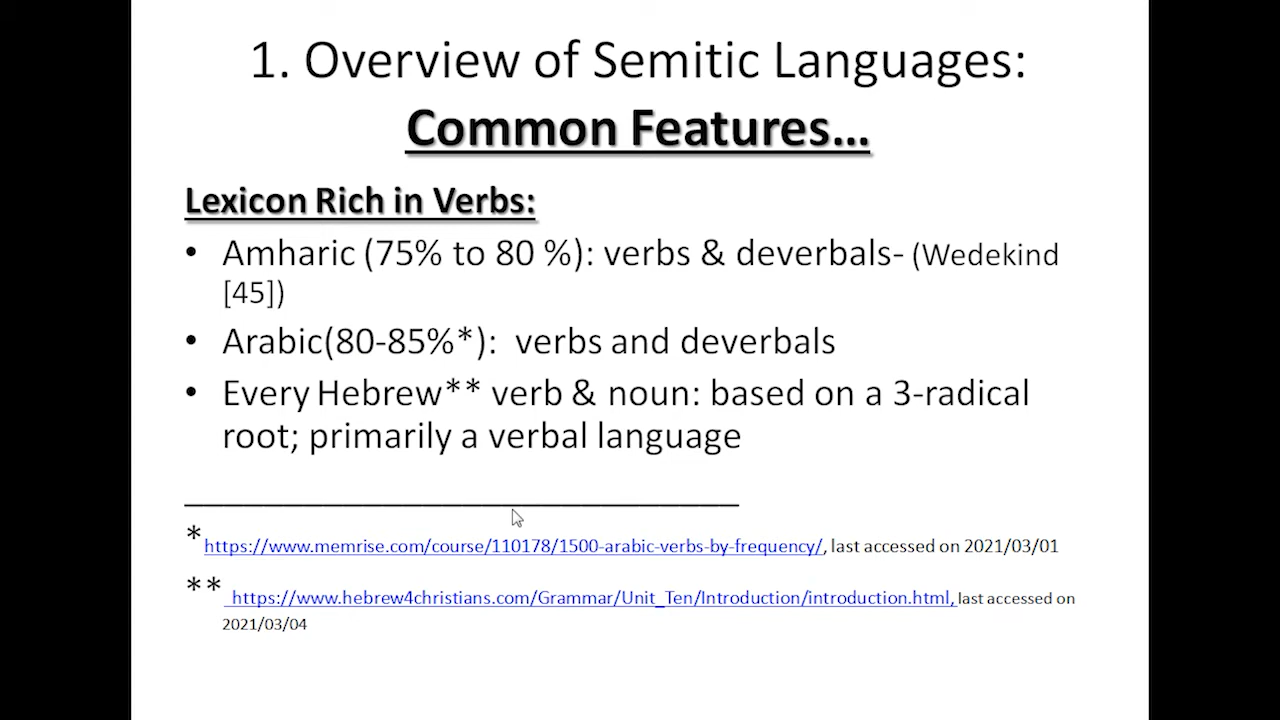 1. Overview of Semitic Languages:
Common Features...
Lexicon Rich in Verbs:
• Amharic (75% to 80 %): verbs & deverbals- (Wedekind
[45])
• Arabic(80-85%*):  verbs and deverbals
• Every Hebrew** verb & noun: based on a 3-radical
root; primarily a verbal language
*https://www.memrise.com/course/110178/1500-arabic-verbs-by-frequency/, last accessed on 2021/03/01
** https://www.hebrew4christians.com/Grammar/Unit_Ten/Introduction/introduction.html, last accessed on
2021/03/04